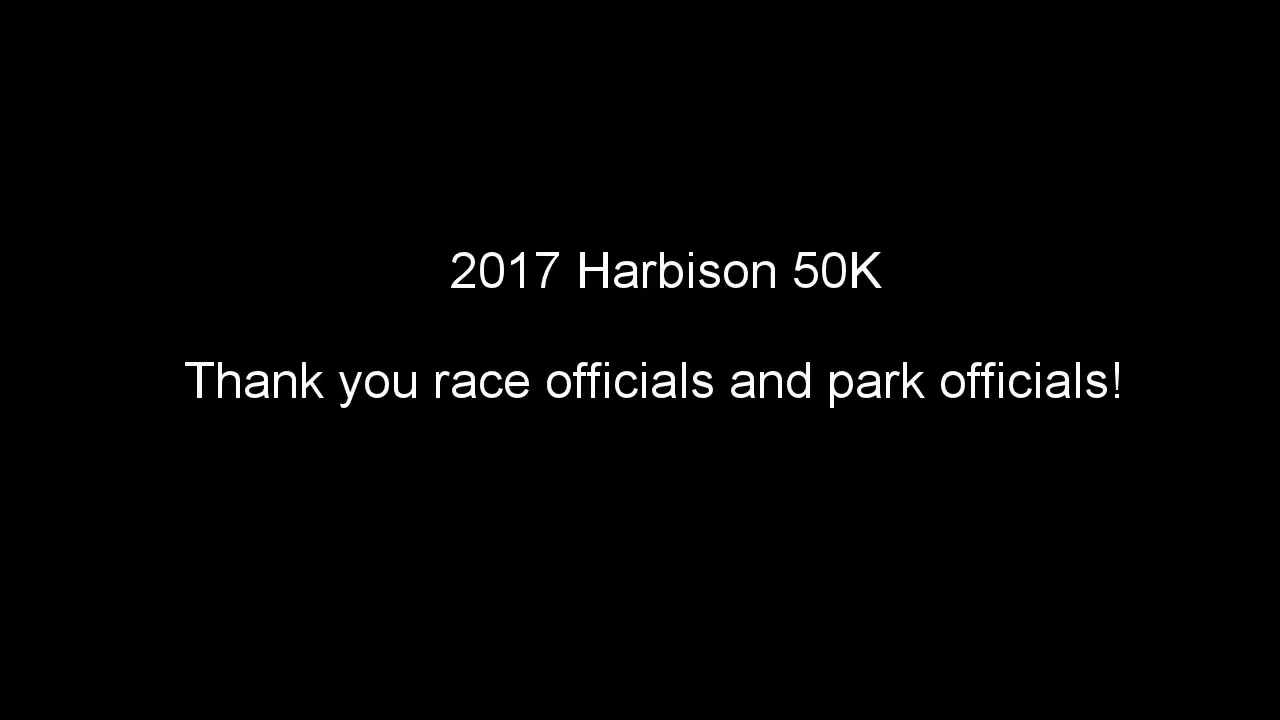 2017 Harbison 50K
Thank you race officials and park officials!